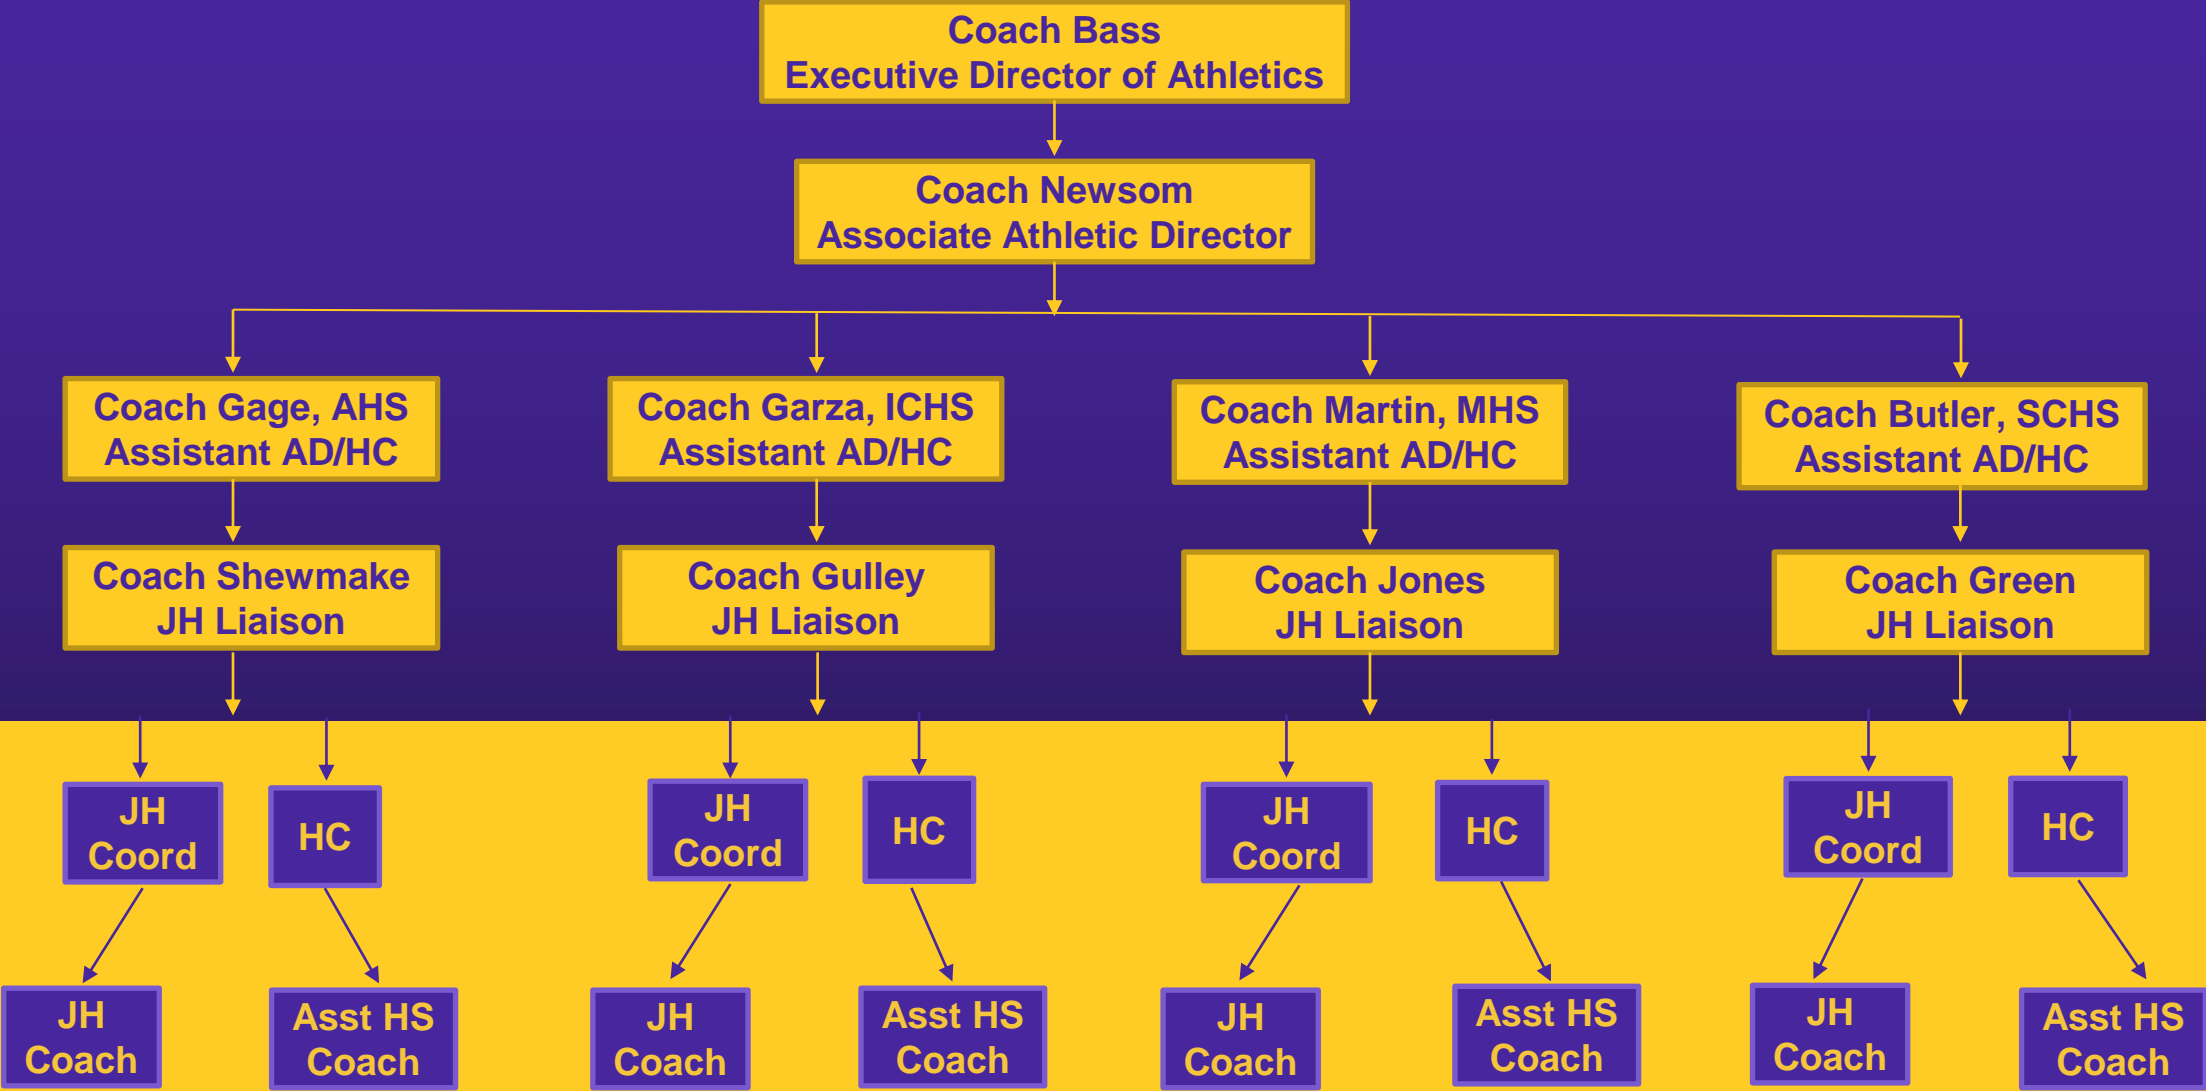 Coach Bass
Executive Director of Athletics
Coach Newsom
Associate Athletic Director
Coach Gage, AHS
Assistant AD/HC
Coach Garza, ICHS
Assistant AD/HC
Coach Martin, MHS
Assistant AD/HC
Coach Butler, SCHS
Assistant AD/HC
Coach Shewmake
JH Liaison
Coach Gulley
JH Liaison
Coach Jones
JH Liaison
Coach Green
JH Liaison
JH
Coord
HC
JH
Coord
HC
JH
Coord
HC
JH
Coord
HC
JH
Coach
Asst HS
Coach
JH
Coach
Asst HS
Coach
JH
Coach
Asst HS
Coach
JH
Coach
Asst HS
Coach